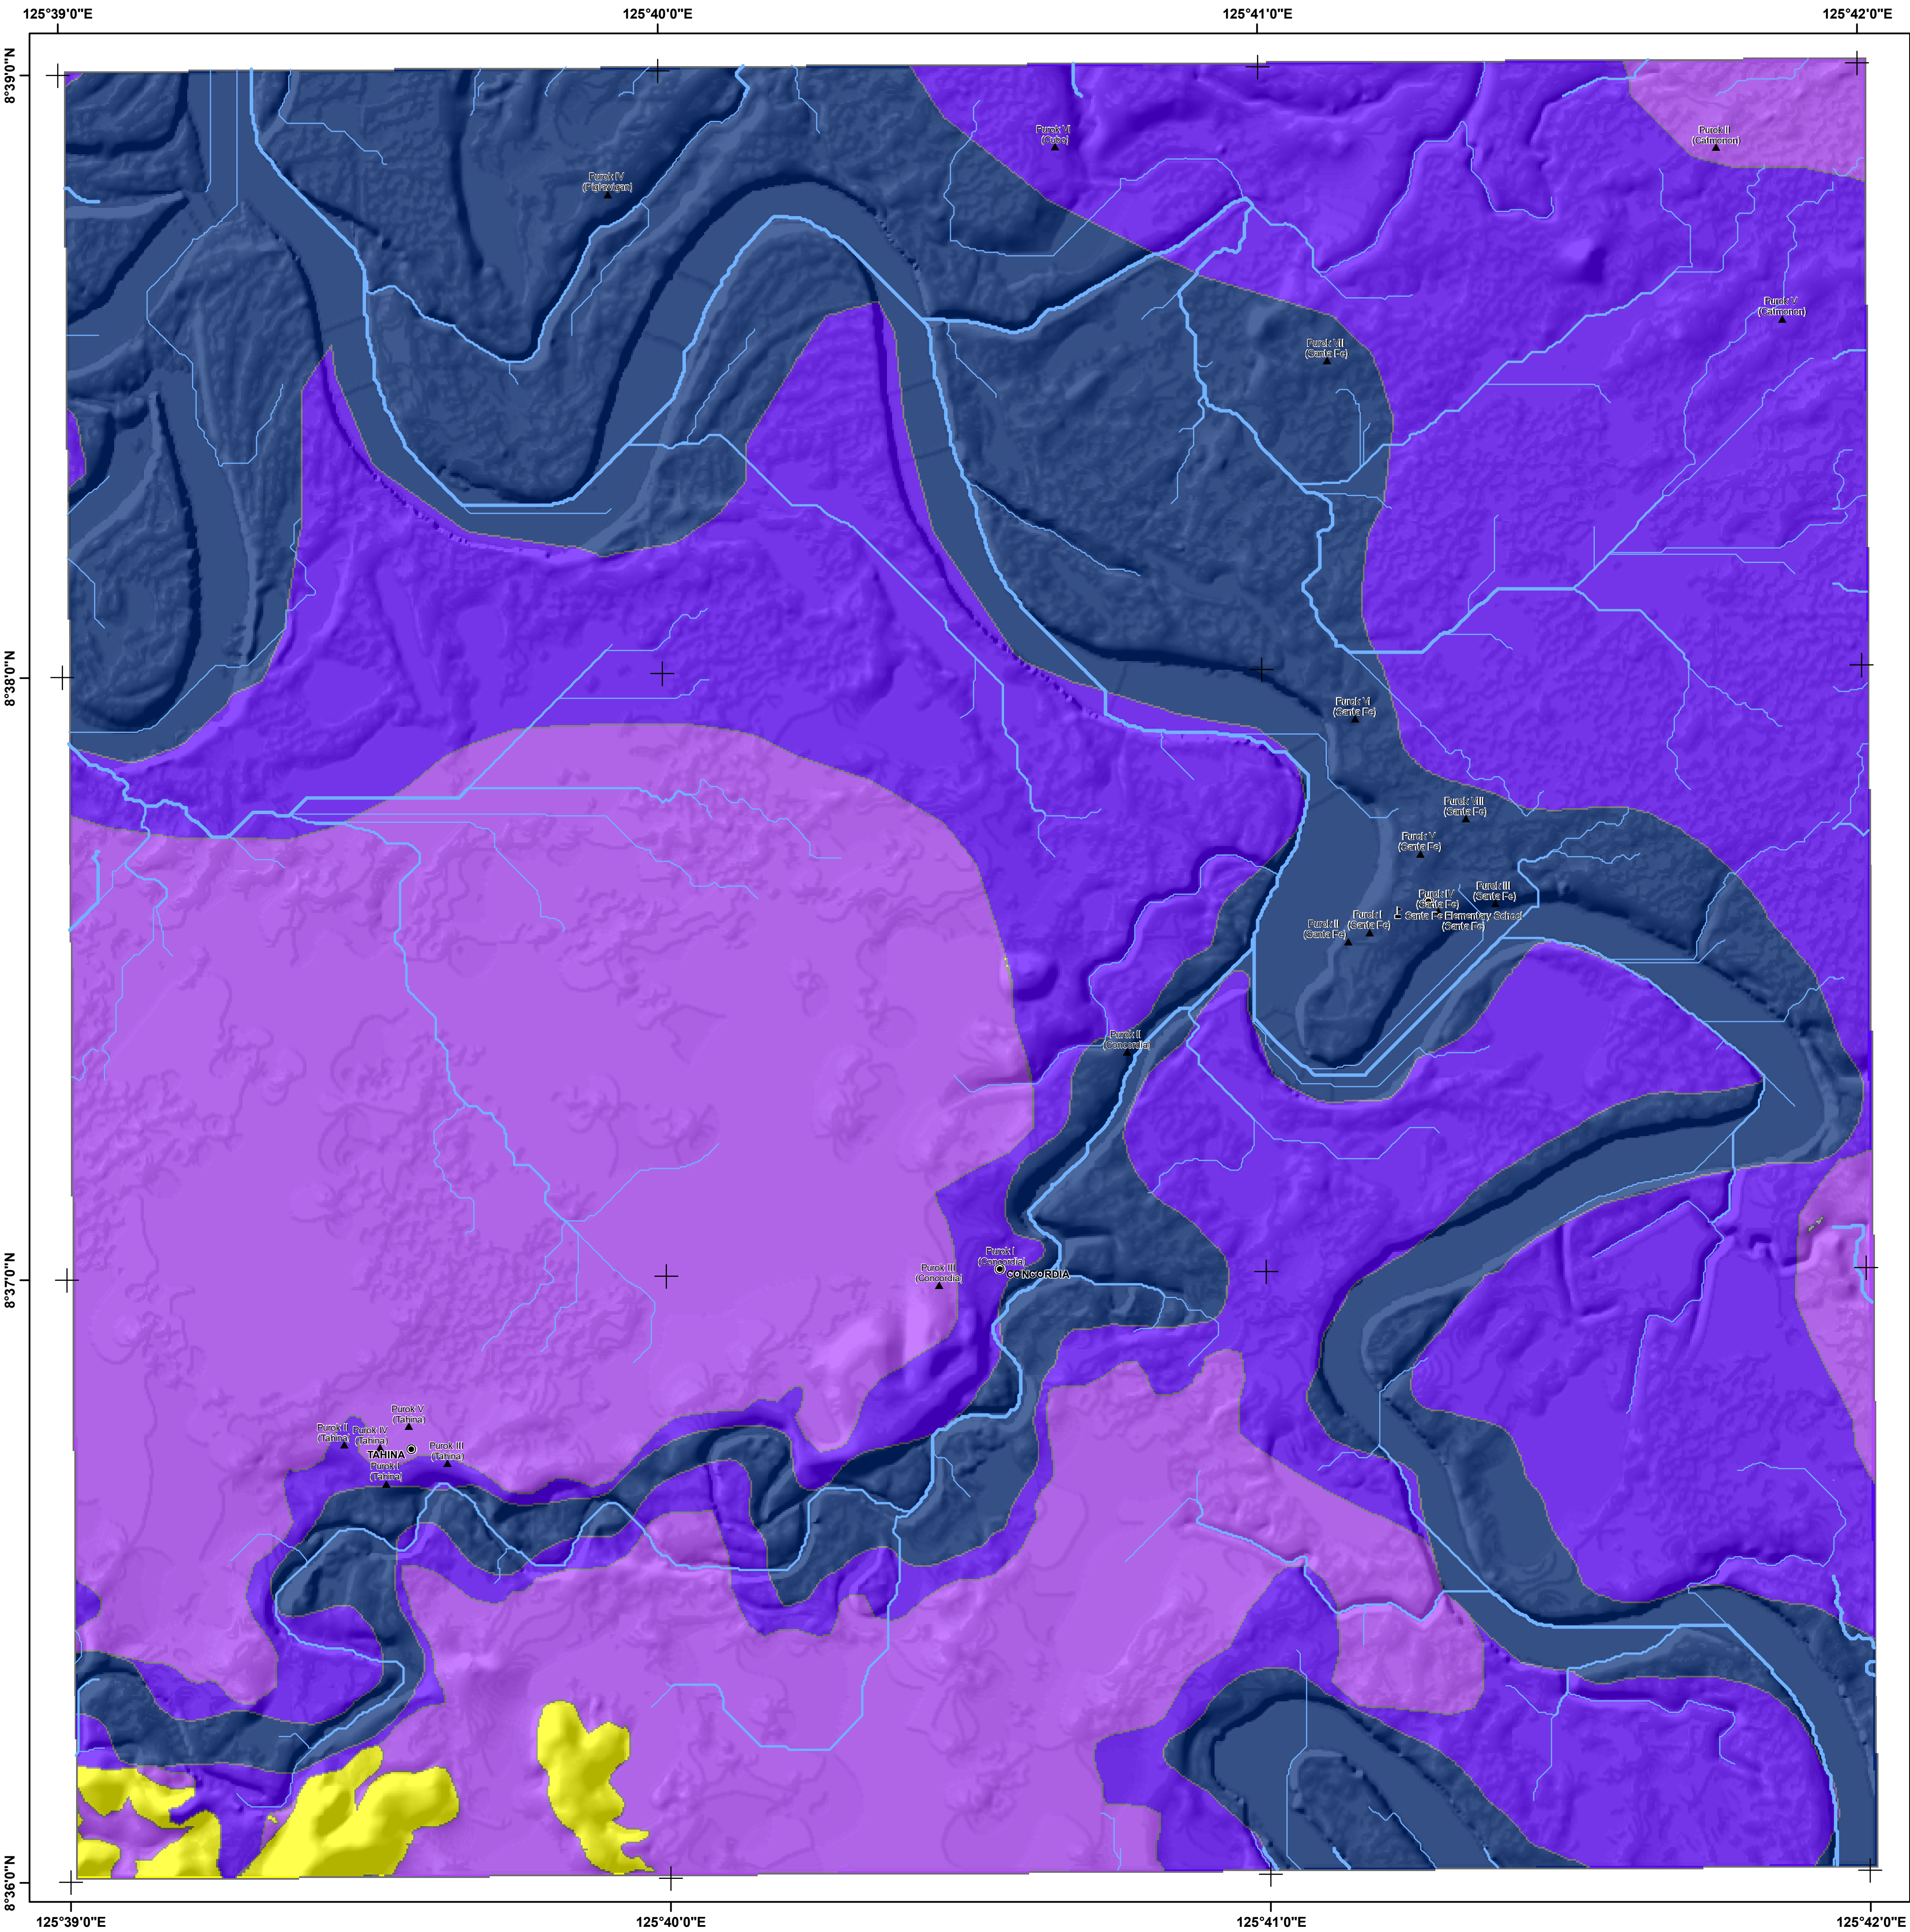 125°39'0"E
125°40'0"E
125°41'0"E
125°42'0"E
8°39'0"N
Purok VI
(Cubo)
Purok II
(Catmonon)
Purok IV
Purok V
(Catmonon)
Purok VII
(Santa Fe)
8°38'0"N
Purok VI
(Santa Fe)
Purok VIII
(Santa Fe)
Purok V
(Santa Fe)
Purok III
(Santa Fe)
Purok IV
(Santa Fe)
Santa Fe Elementary School
(Santa Fe)
Purok I
(Santa Fe)
Purok II
(Santa Fe)
Purok II
(Concordia)
Purok I
(Concordia)
CONCORDIA
Purok III
(Concordia)
8°37'0"N
Purok V
(Tahina)
Purok II
(Tahina)
Purok IV
(Tahina)
TAHINA
Purok III
(Tahina)
Purok I
(Tahina)
8°36'0"N
125°39'0"E
125°40'0"E
125°41'0"E
125°42'0"E